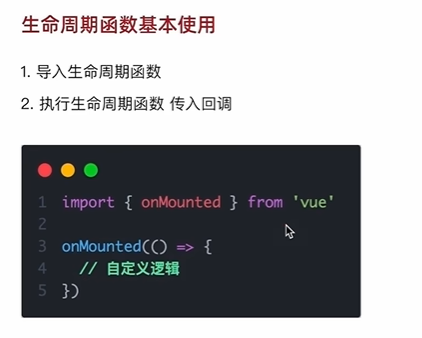 生命周期函数基本使用
1. 导入生命周期函数
2. 执行生命周期函数 传入回调
1 import { onMounted } from 'vue'
2
3 onMounted(() => {
4   // 自定义逻辑
5 })